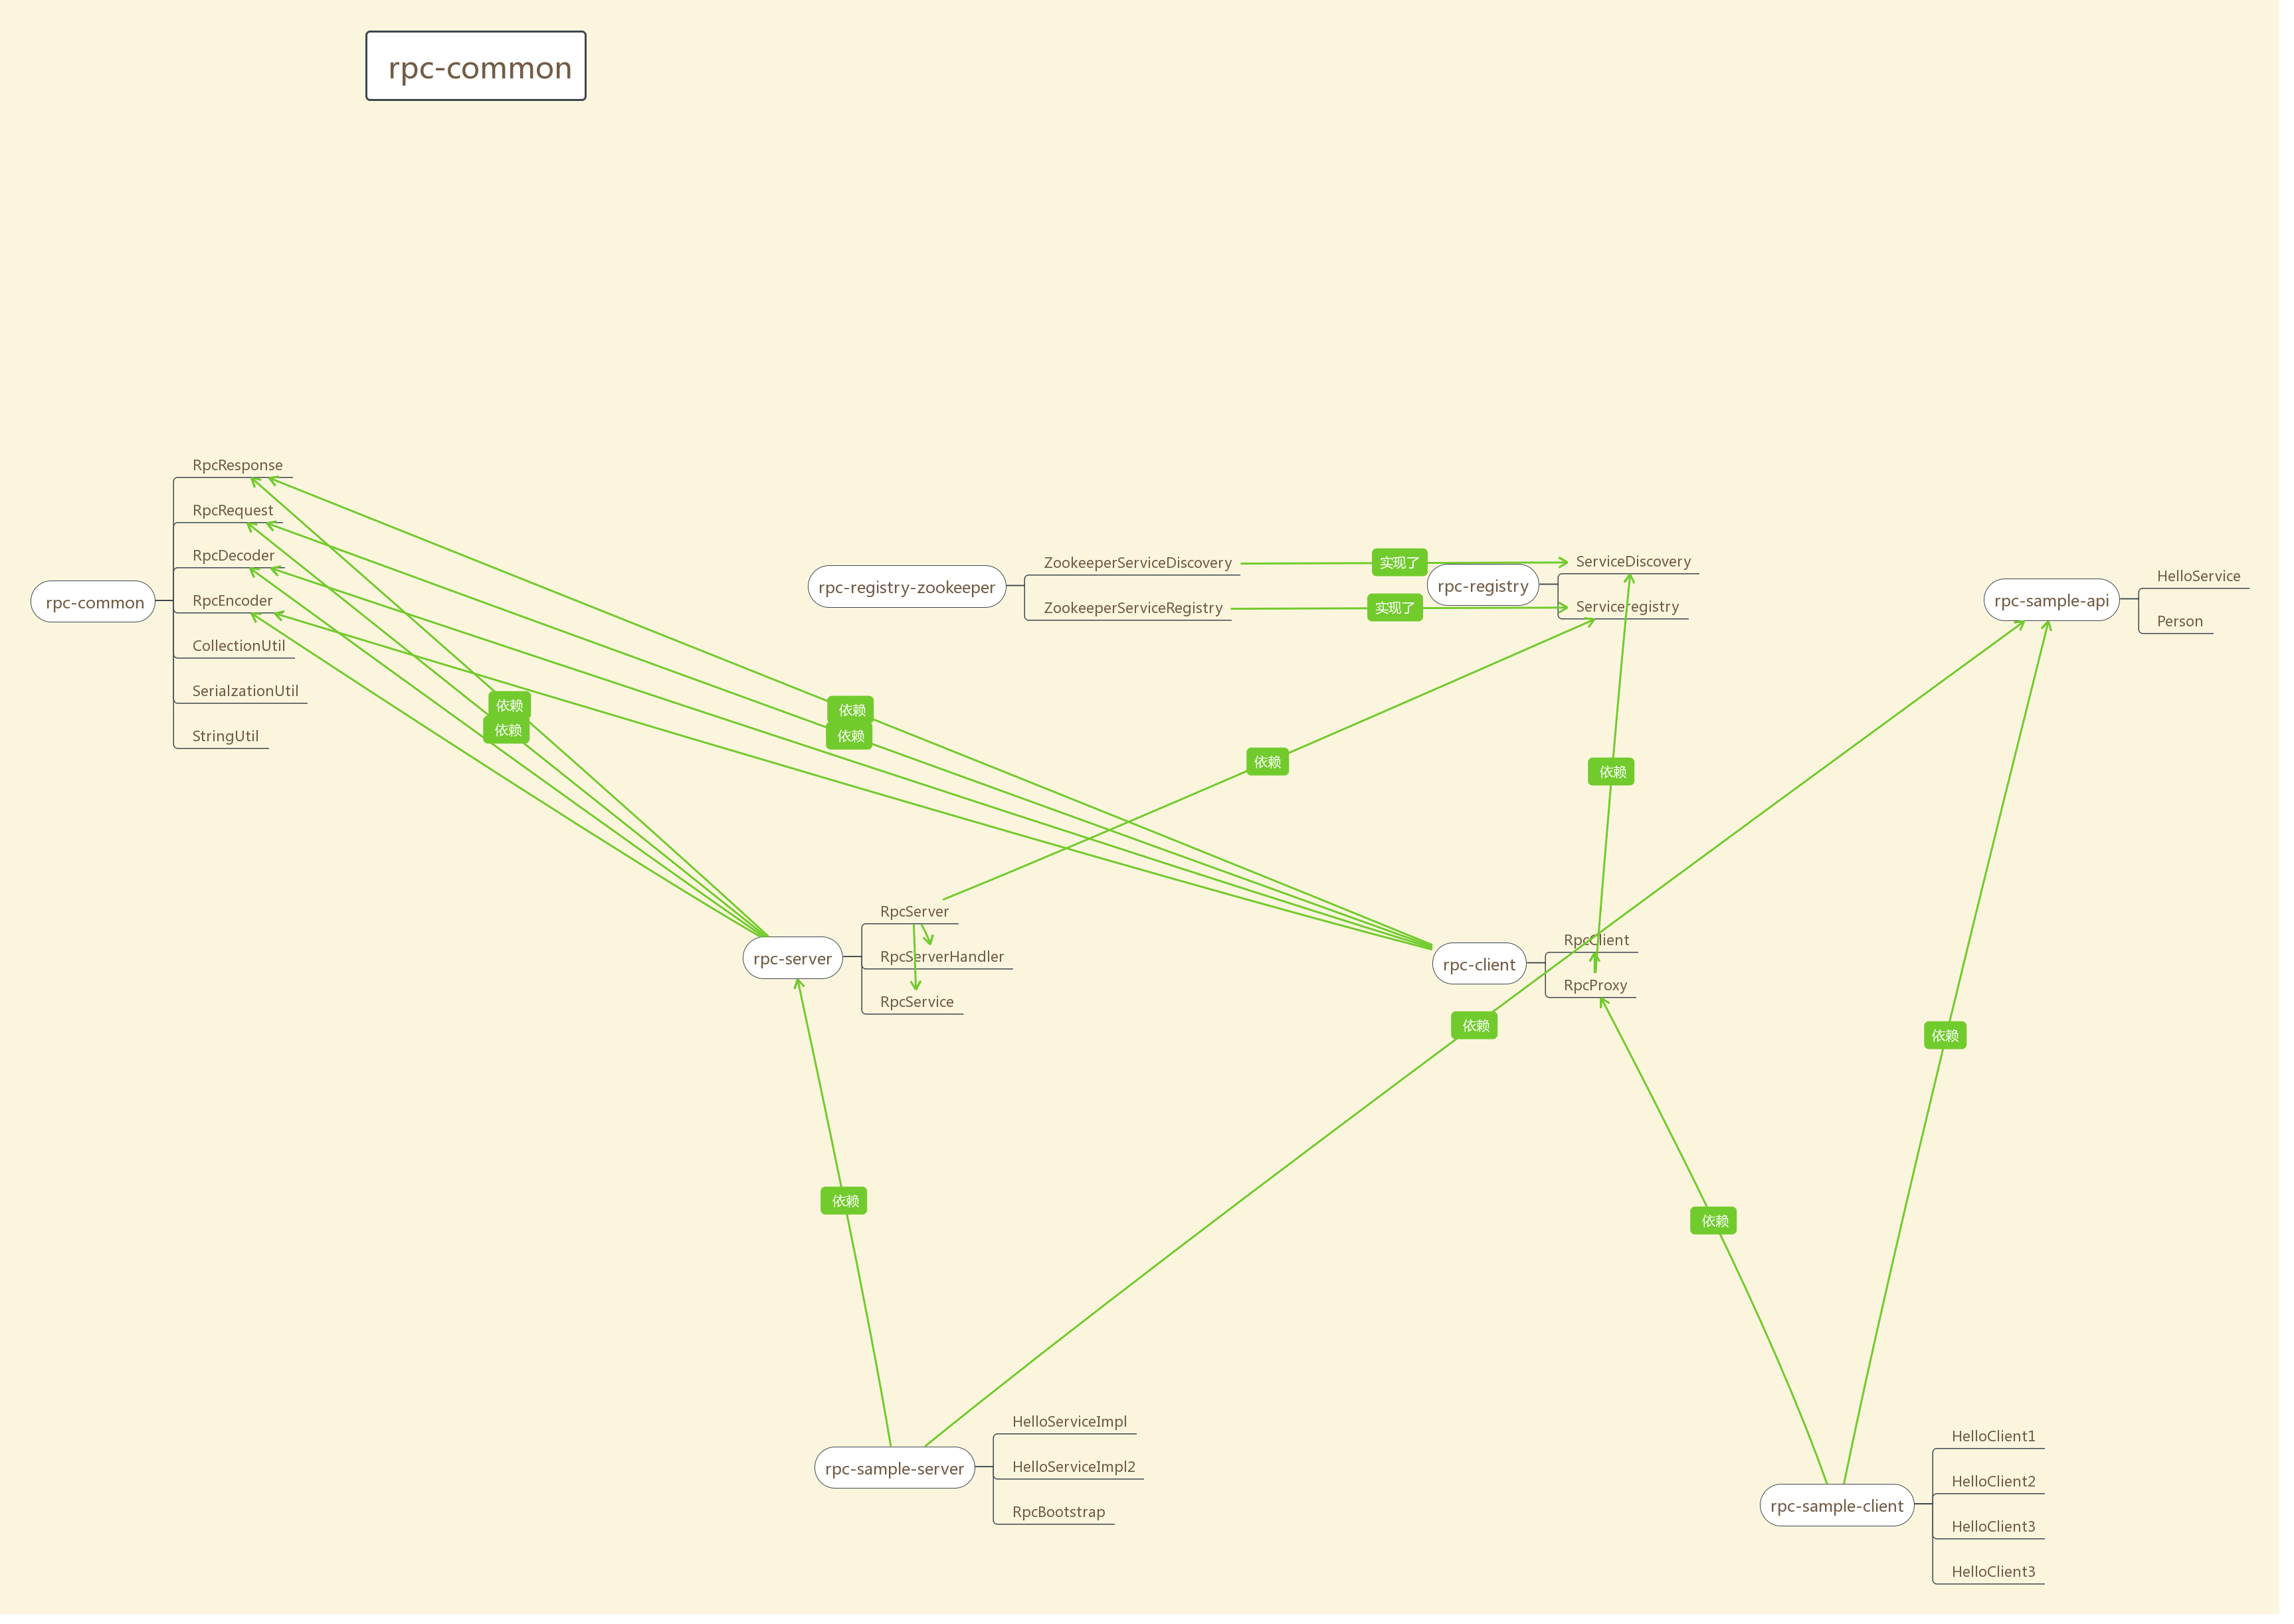 rpc-common
rpc-common
RpcResponse
RpcRequest
RpcDecoder
RpcEncoder
CollectionUtil
SerialzationUtil
StringUtil
rpc-registry-zookeeper
ZookeeperServiceDiscovery
ZookeeperServiceRegistry
实现了
实现了
rpc-registry
ServiceDiscovery
Serviceregistry
rpc-sample-api
HelloService
Person
依赖
依赖
依赖
依赖
依赖
依赖
rpc-server
RpcServer
RpcServerHandler
RpcService
rpc-client
RpcClient
RpcProxy
依赖
依赖
依赖
依赖
rpc-sample-server
HelloServiceImpl
HelloServiceImpl2
RpcBootstrap
rpc-sample-client
HelloClient1
HelloClient2
HelloClient3
HelloClient3